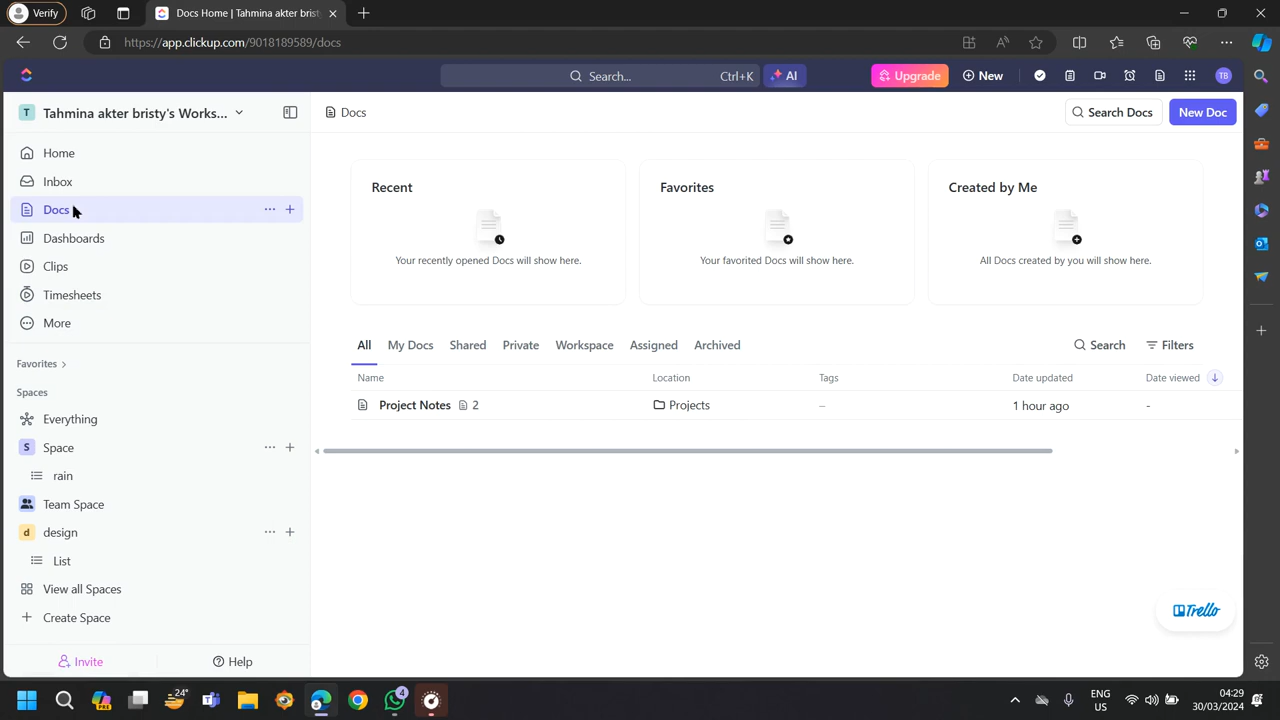 Verify
Docs Home | Tahmina akter brist
https://app.clickup.com/9018189589/docs
Search...
Ctrl+K
AI
Upgrade
New
TB
T Tahmina akter bristy's Works...
Docs
Search Docs
New Doc
Home
Inbox
Docs
Dashboards
Clips
Timesheets
More
Favorites
Spaces
Everything
S Space
rain
Team Space
d design
List
View all Spaces
Create Space
Invite
Help
Recent
Your recently opened Docs will show here.
Favorites
Your favorited Docs will show here.
Created by Me
All Docs created by you will show here.
All My Docs Shared Private Workspace Assigned Archived
Search Filters
Name Location Tags Date updated Date viewed
Project Notes 2 Projects – 1 hour ago -
Trello
24°
PRE
4
ENG
US
04:29
30/03/2024